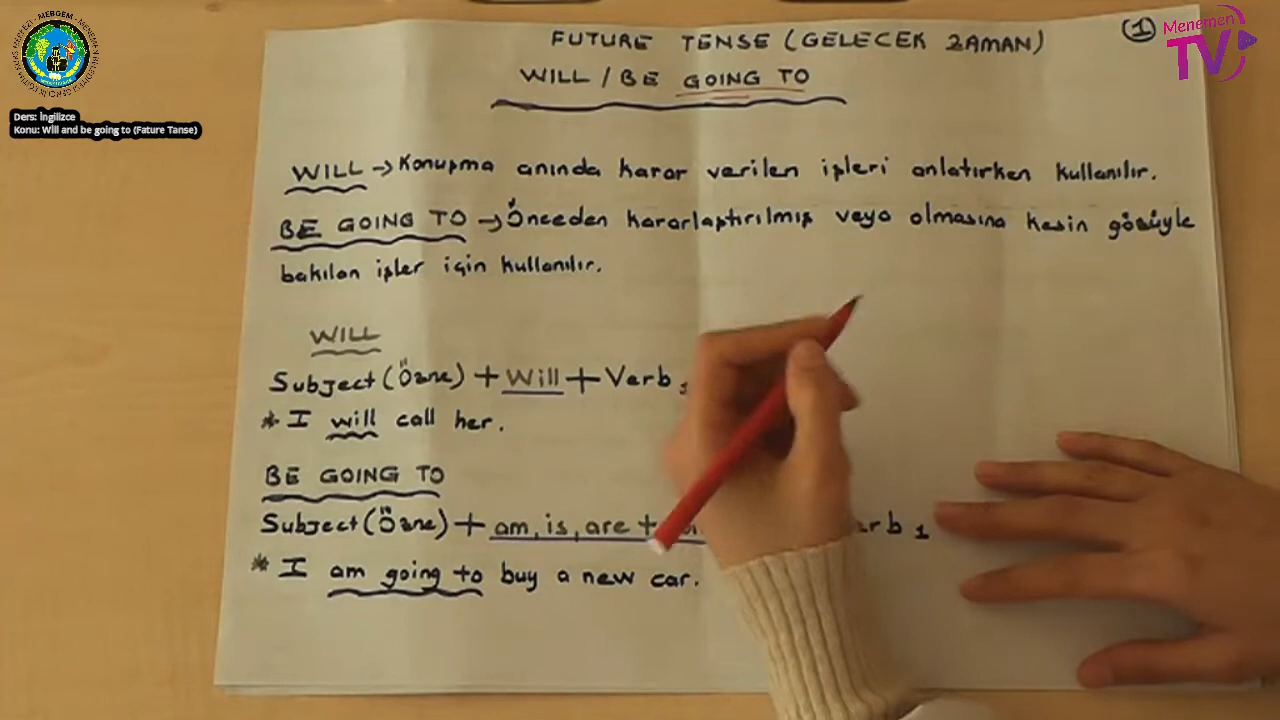 FUTURE TENSE (GELECEK ZAMAN)
(1)
WILL / BE GOING TO
WILL → Konuşma anında karar verilen işleri anlatırken kullanılır.
BE GOING TO → Önceden kararlaştırılmış veya olmasına kesin gözüyle
bakılan işler için kullanılır.
WILL
Subject (Özne) + Will + Verb
* I will call her.
BE GOING TO
Subject (Özne) + am, is, are + 1
* I am going to buy a new car.
Menemen
TV
Ders: İngilizce
Konu: Will and be going to (Fature Tanse)